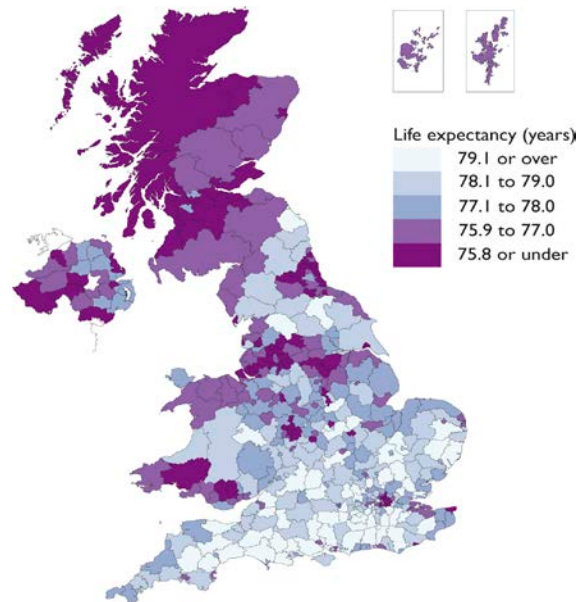 Life expectancy (years)
79.1 or over
78.1 to 79.0
77.1 to 78.0
75.9 to 77.0
75.8 or under